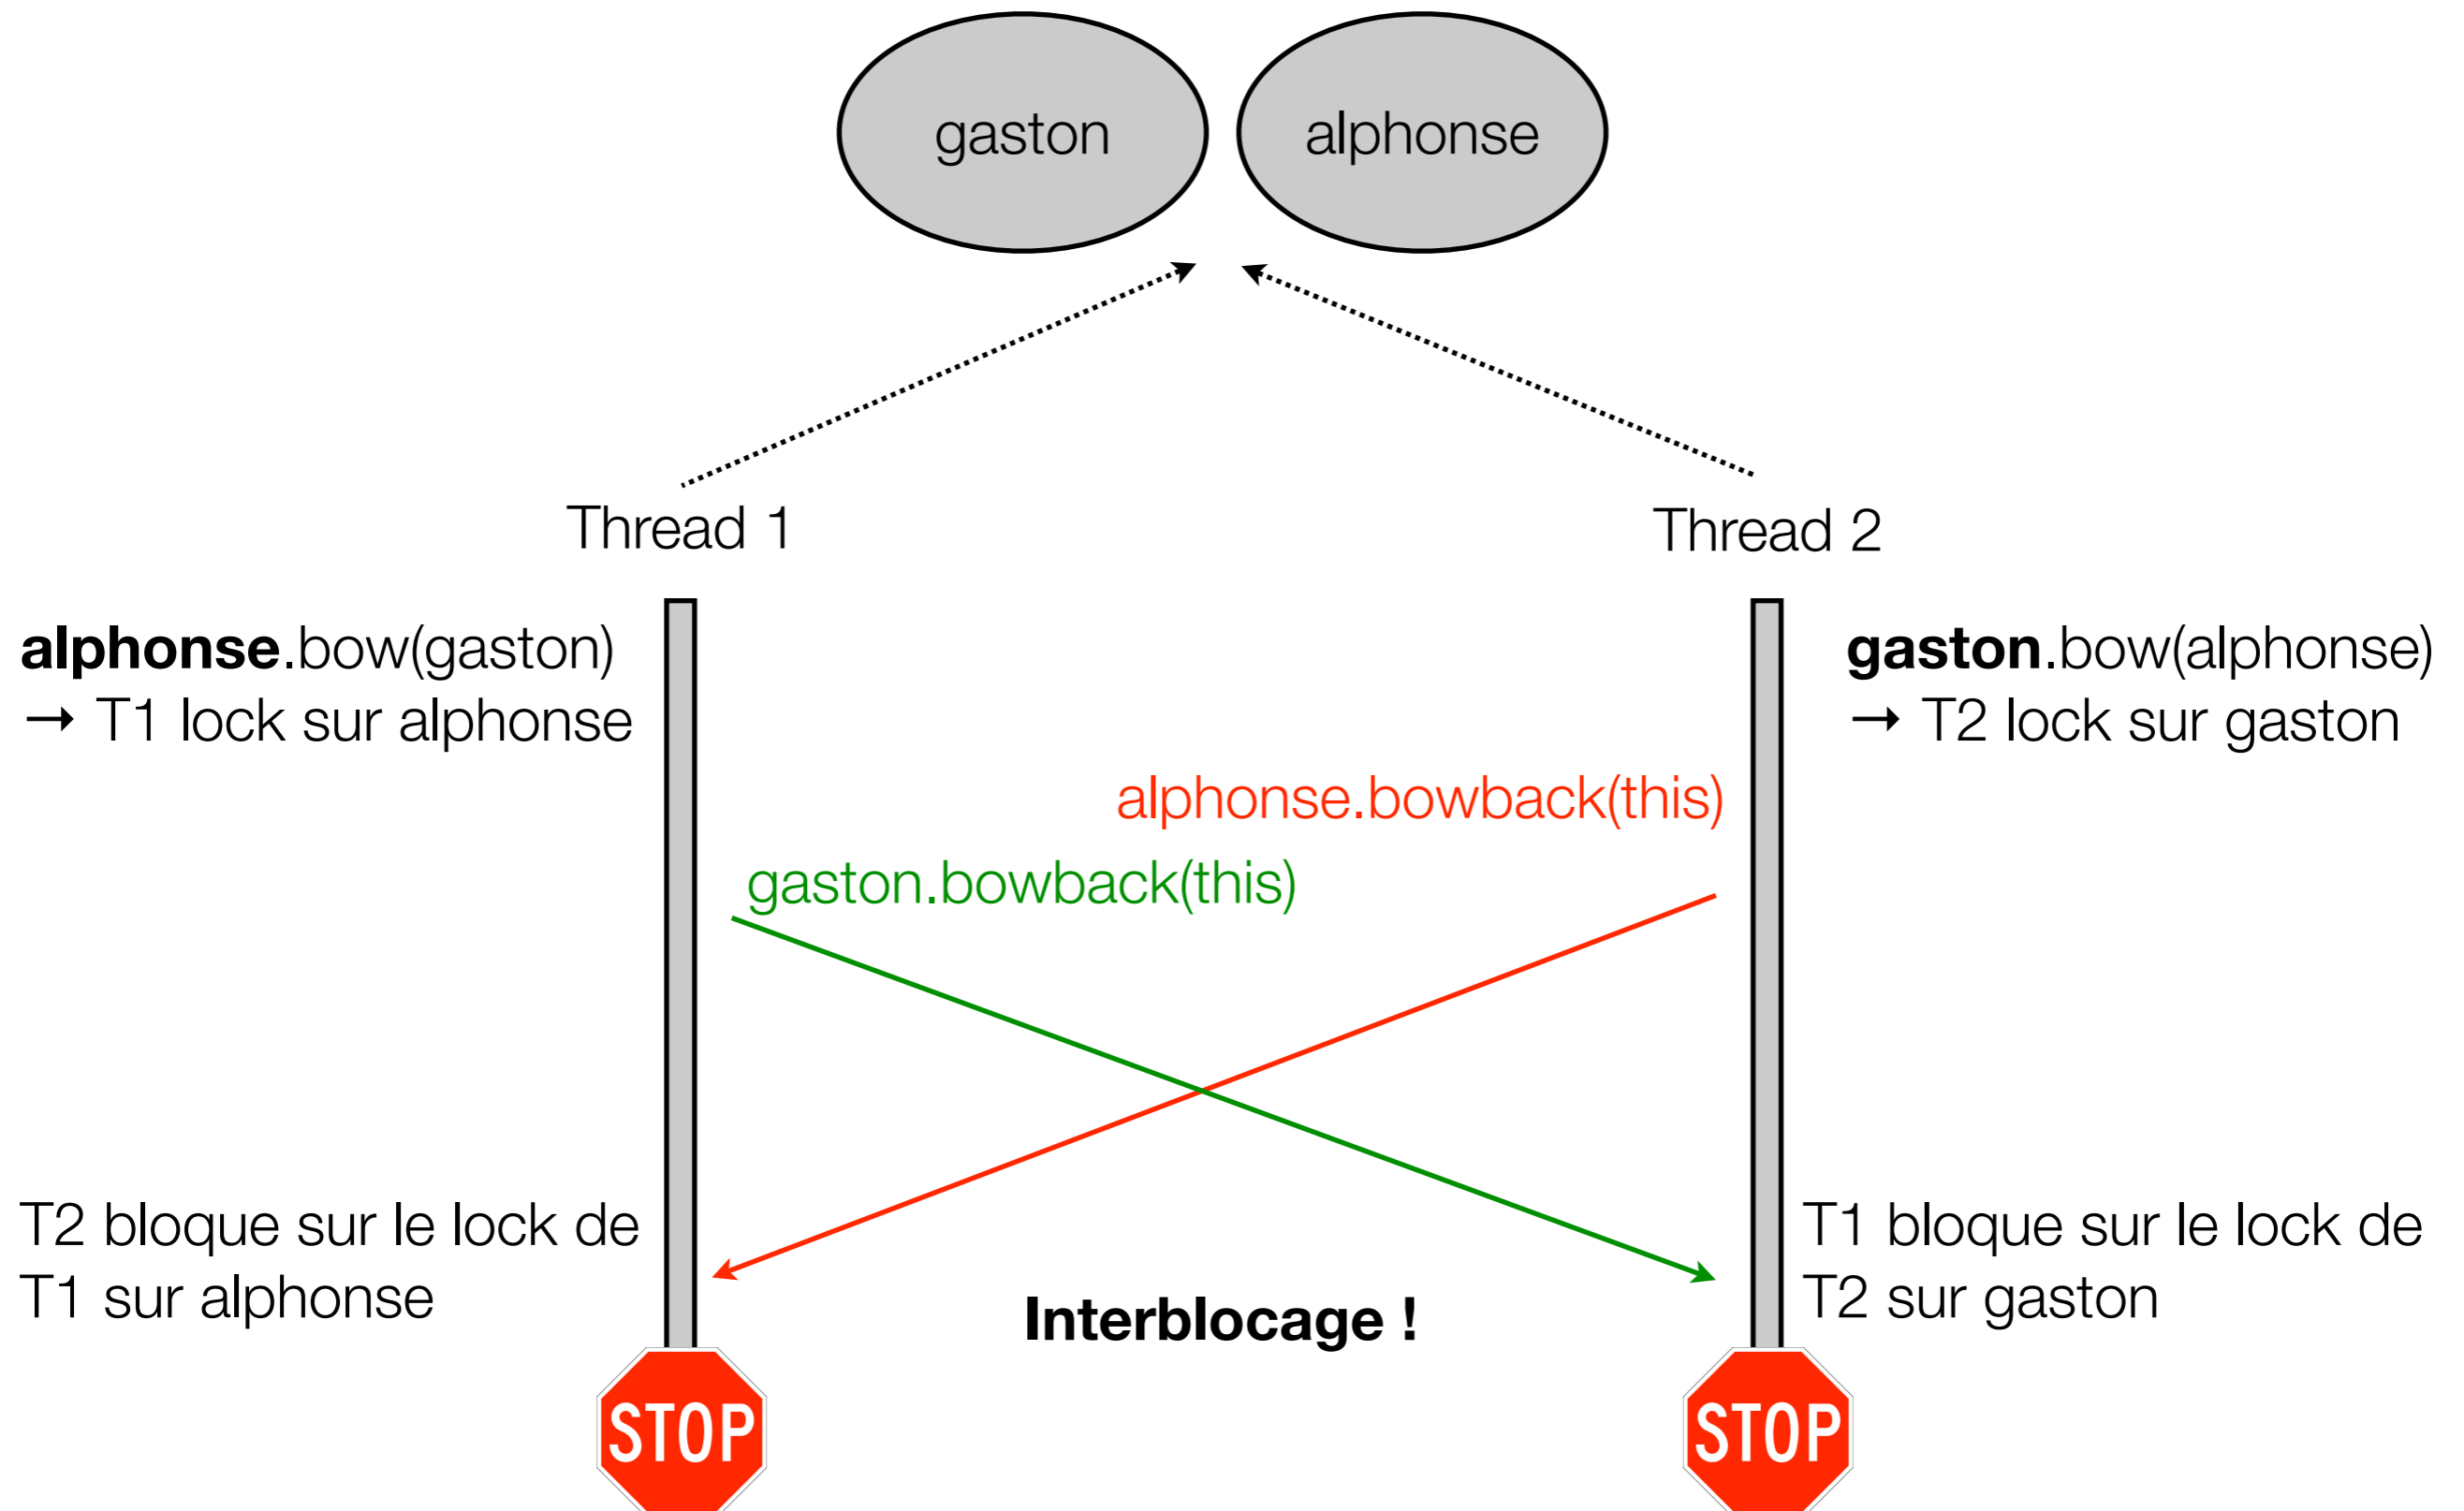 gaston
alphonse
Thread 1
Thread 2
alphonse.bow(gaston)
→ T1 lock sur alphonse
gaston.bow(alphonse)
→ T2 lock sur gaston
alphonse.bowback(this)
gaston.bowback(this)
T2 bloque sur le lock de
T1 sur alphonse
T1 bloque sur le lock de
T2 sur gaston
Interblocage !
STOP
STOP